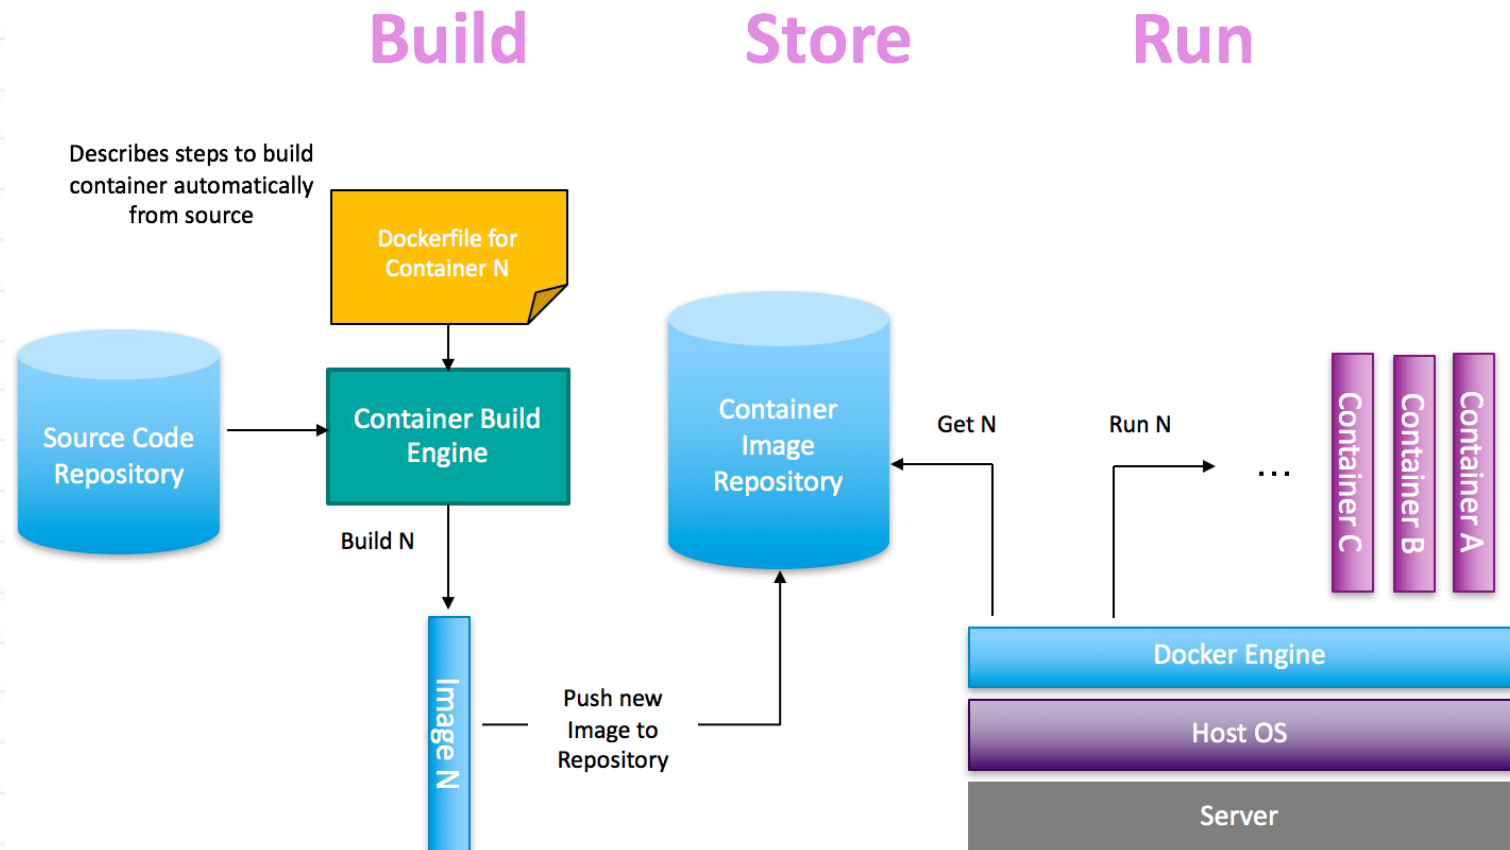 Build
Store
Run
Describes steps to build
container automatically
from source
Dockerfile for
Container N
Source Code
Repository
Container Build
Engine
Build N
Image N
Push new
Image to
Repository
Container
Image
Repository
Get N
Run N
...
Container C
Container B
Container A
Docker Engine
Host OS
Server